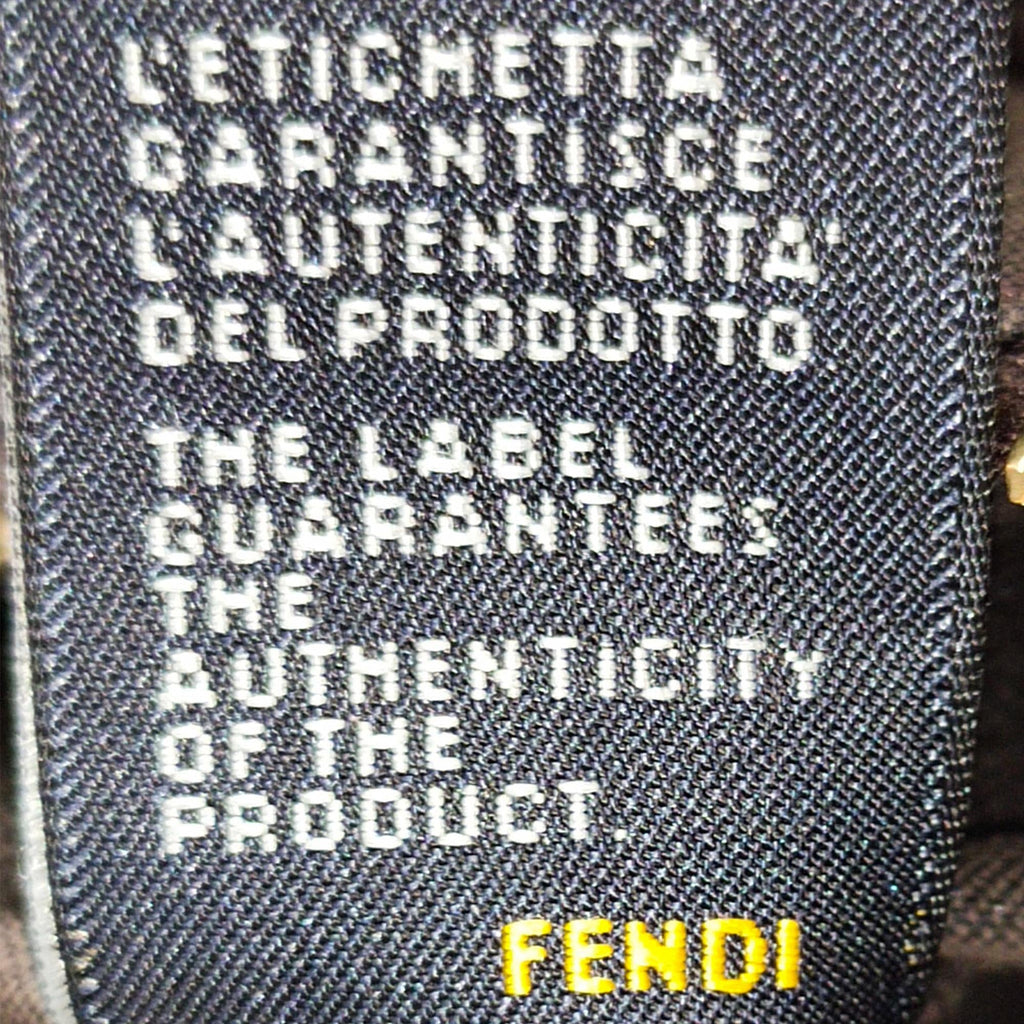 L'ETICHETTA
GARANTISCE
L'AUTENTICITA'
DEL PRODOTTO
THE LABEL
GUARANTEES
THE
AUTHENTICITY
OF THE
PRODUCT.
FENDI